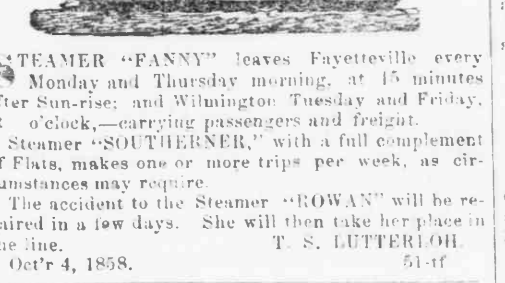 STEAMER "FANNY" leaves Fayetteville every
Monday and Thursday morning, at 15 minutes
fter Sun-rise; and Wilmington Tuesday and Friday,
o'clock,—carrying passengers and freight.
Steamer "SOUTHERNER," with a full complement
f Flats, makes one or more trips per week, as cir-
umstances may require.
The accident to the Steamer "ROWAN" will be re-
aired in a few days. She will then take her place in
he line. T. S. LUTTERLOH.
Oct'r 4, 1858. 51-tf